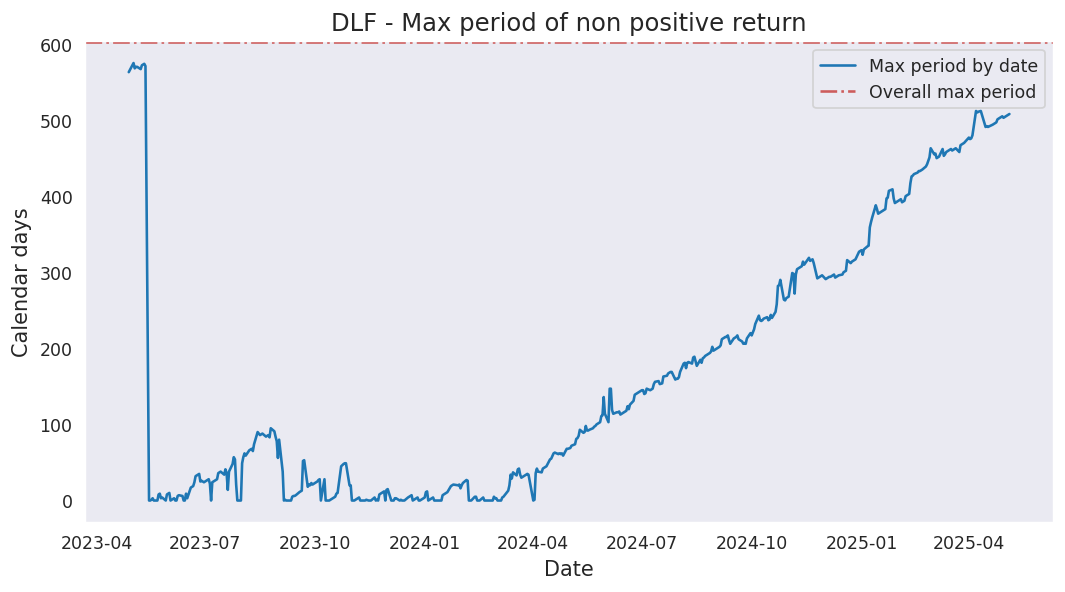 DLF - Max period of non positive return
Max period by date
Overall max period
600
500
400
300
200
100
0
Calendar days
2023-04 2023-07 2023-10 2024-01 2024-04 2024-07 2024-10 2025-01 2025-04
Date